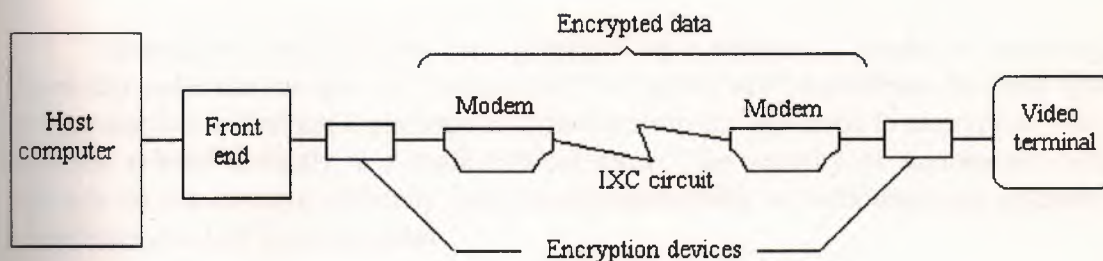 Encrypted data
Modem
Modem
Host
computer
Front
end
Video
terminal
IXC circuit
Encryption devices